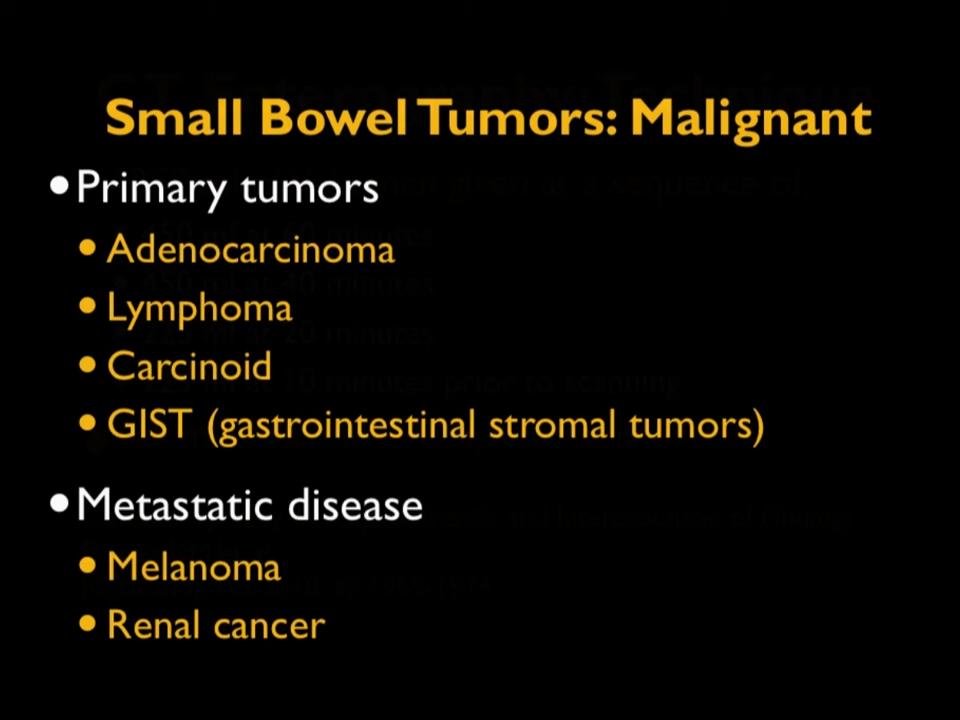 Small Bowel Tumors: Malignant
• Primary tumors
• Adenocarcinoma
• Lymphoma
• Carcinoid
• GIST (gastrointestinal stromal tumors)
• Metastatic disease
• Melanoma
• Renal cancer